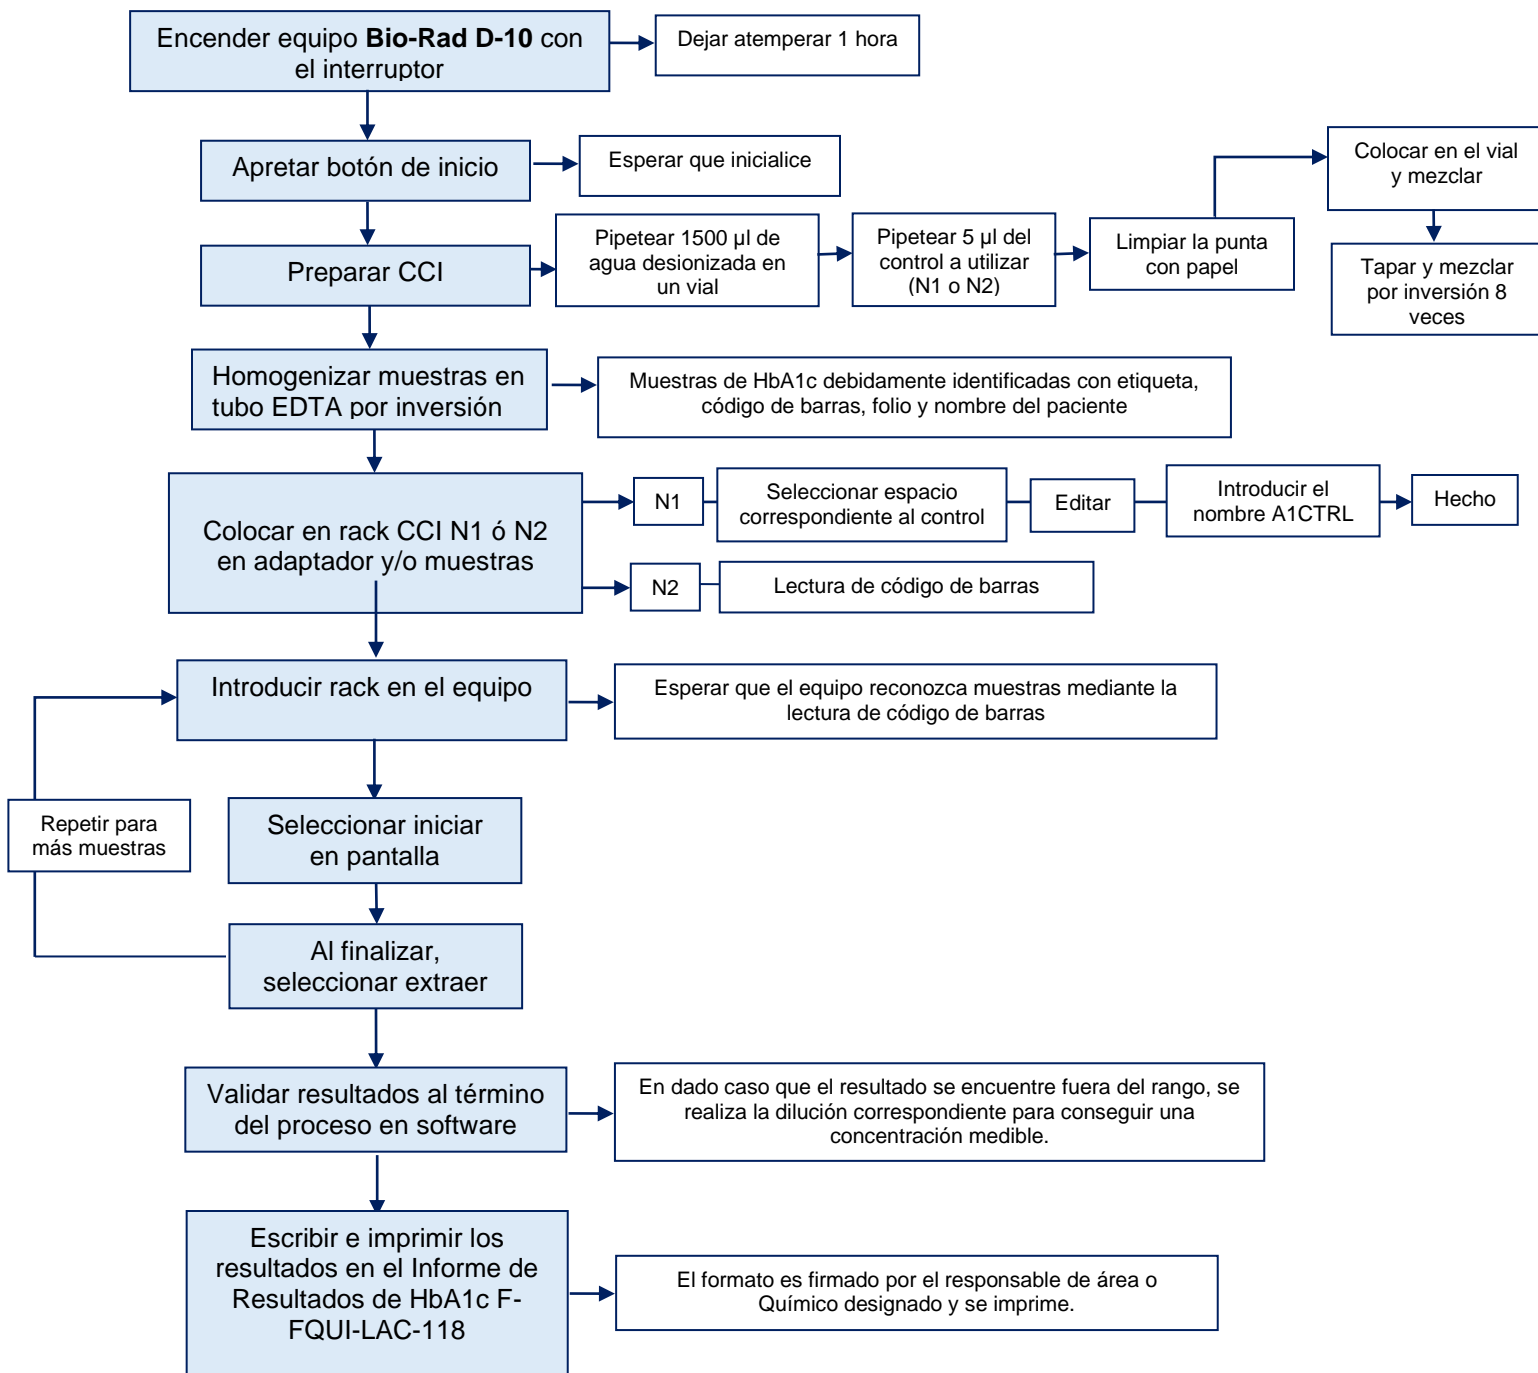 Encender equipo Bio-Rad D-10 con
el interruptor
Dejar atemperar 1 hora
Apretar botón de inicio
Esperar que inicialice
Preparar CCI
Pipetear 1500 µl de
agua desionizada en
un vial
Pipetear 5 µl del
control a utilizar
(N1 o N2)
Limpiar la punta
con papel
Colocar en el vial
y mezclar
Tapar y mezclar
por inversión 8
veces
Homogenizar muestras en
tubo EDTA por inversión
Muestras de HbA1c debidamente identificadas con etiqueta,
código de barras, folio y nombre del paciente
Colocar en rack CCI N1 ó N2
en adaptador y/o muestras
N1
Seleccionar espacio
correspondiente al control
Editar
Introducir el
nombre A1CTRL
Hecho
N2
Lectura de código de barras
Introducir rack en el equipo
Esperar que el equipo reconozca muestras mediante la
lectura de código de barras
Seleccionar iniciar
en pantalla
Repetir para
más muestras
Al finalizar,
seleccionar extraer
Validar resultados al término
del proceso en software
En dado caso que el resultado se encuentre fuera del rango, se
realiza la dilución correspondiente para conseguir una
concentración medible.
Escribir e imprimir los
resultados en el Informe de
Resultados de HbA1c F-
FQUI-LAC-118
El formato es firmado por el responsable de área o
Químico designado y se imprime.